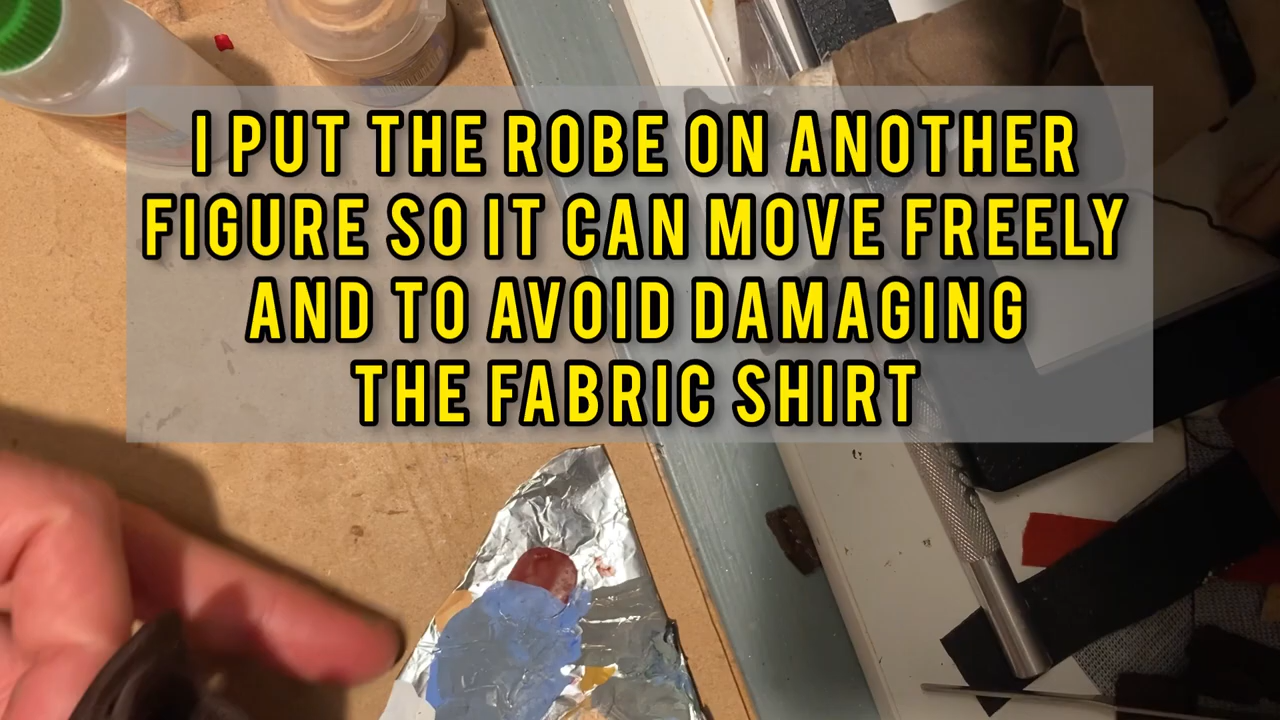 I PUT THE ROBE ON ANOTHER
FIGURE SO IT CAN MOVE FREELY
AND TO AVOID DAMAGING
THE FABRIC SHIRT